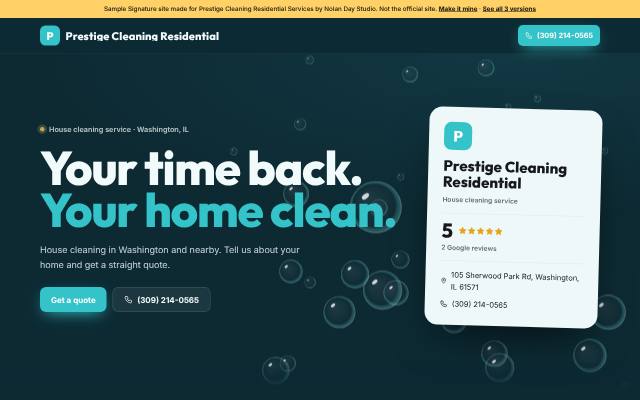 Sample Signature site made for Prestige Cleaning Residential Services by Nolan Day Studio. Not the official site. Make it mine · See all 3 versions
P Prestige Cleaning Residential
(309) 214-0565
House cleaning service · Washington, IL
Your time back.
Your home clean.
House cleaning in Washington and nearby. Tell us about your
home and get a straight quote.
Get a quote
(309) 214-0565
P
Prestige Cleaning
Residential
House cleaning service
5 ★★★★★
2 Google reviews
105 Sherwood Park Rd, Washington,
IL 61571
(309) 214-0565